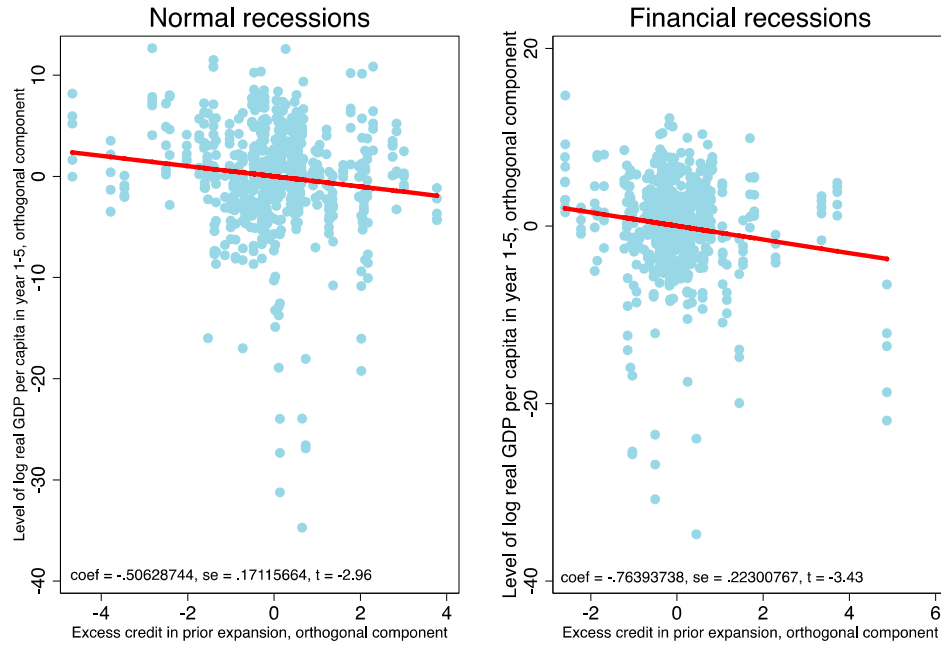 Normal recessions
Level of log real GDP per capita in year 1-5, orthogonal component
10
0
-10
-20
-30
-40
coef = -.50628744, se = .17115664, t = -2.96
-4 -2 0 2 4
Excess credit in prior expansion, orthogonal component
Financial recessions
Level of log real GDP per capita in year 1-5, orthogonal component
20
0
-20
-40
coef = -.76393738, se = .22300767, t = -3.43
-2 0 2 4 6
Excess credit in prior expansion, orthogonal component